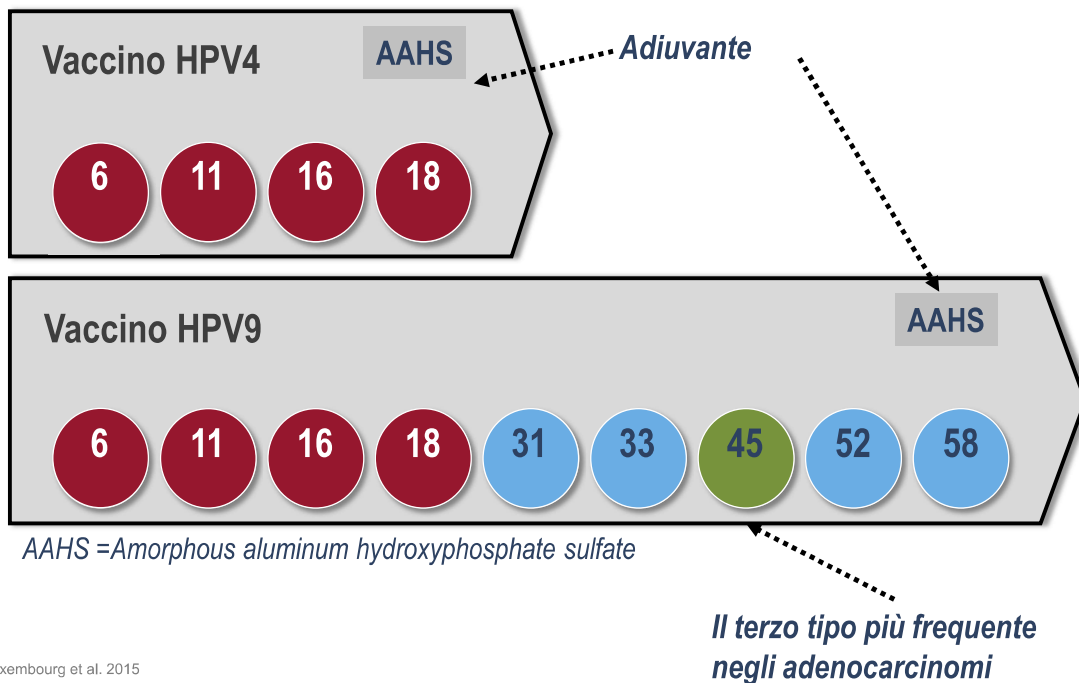 Vaccino HPV4
AAHS
Adiuvante
6 11 16 18
Vaccino HPV9
AAHS
6 11 16 18 31 33 45 52 58
AAHS =Amorphous aluminum hydroxyphosphate sulfate
Il terzo tipo più frequente
negli adenocarcinomi
xembourg et al. 2015